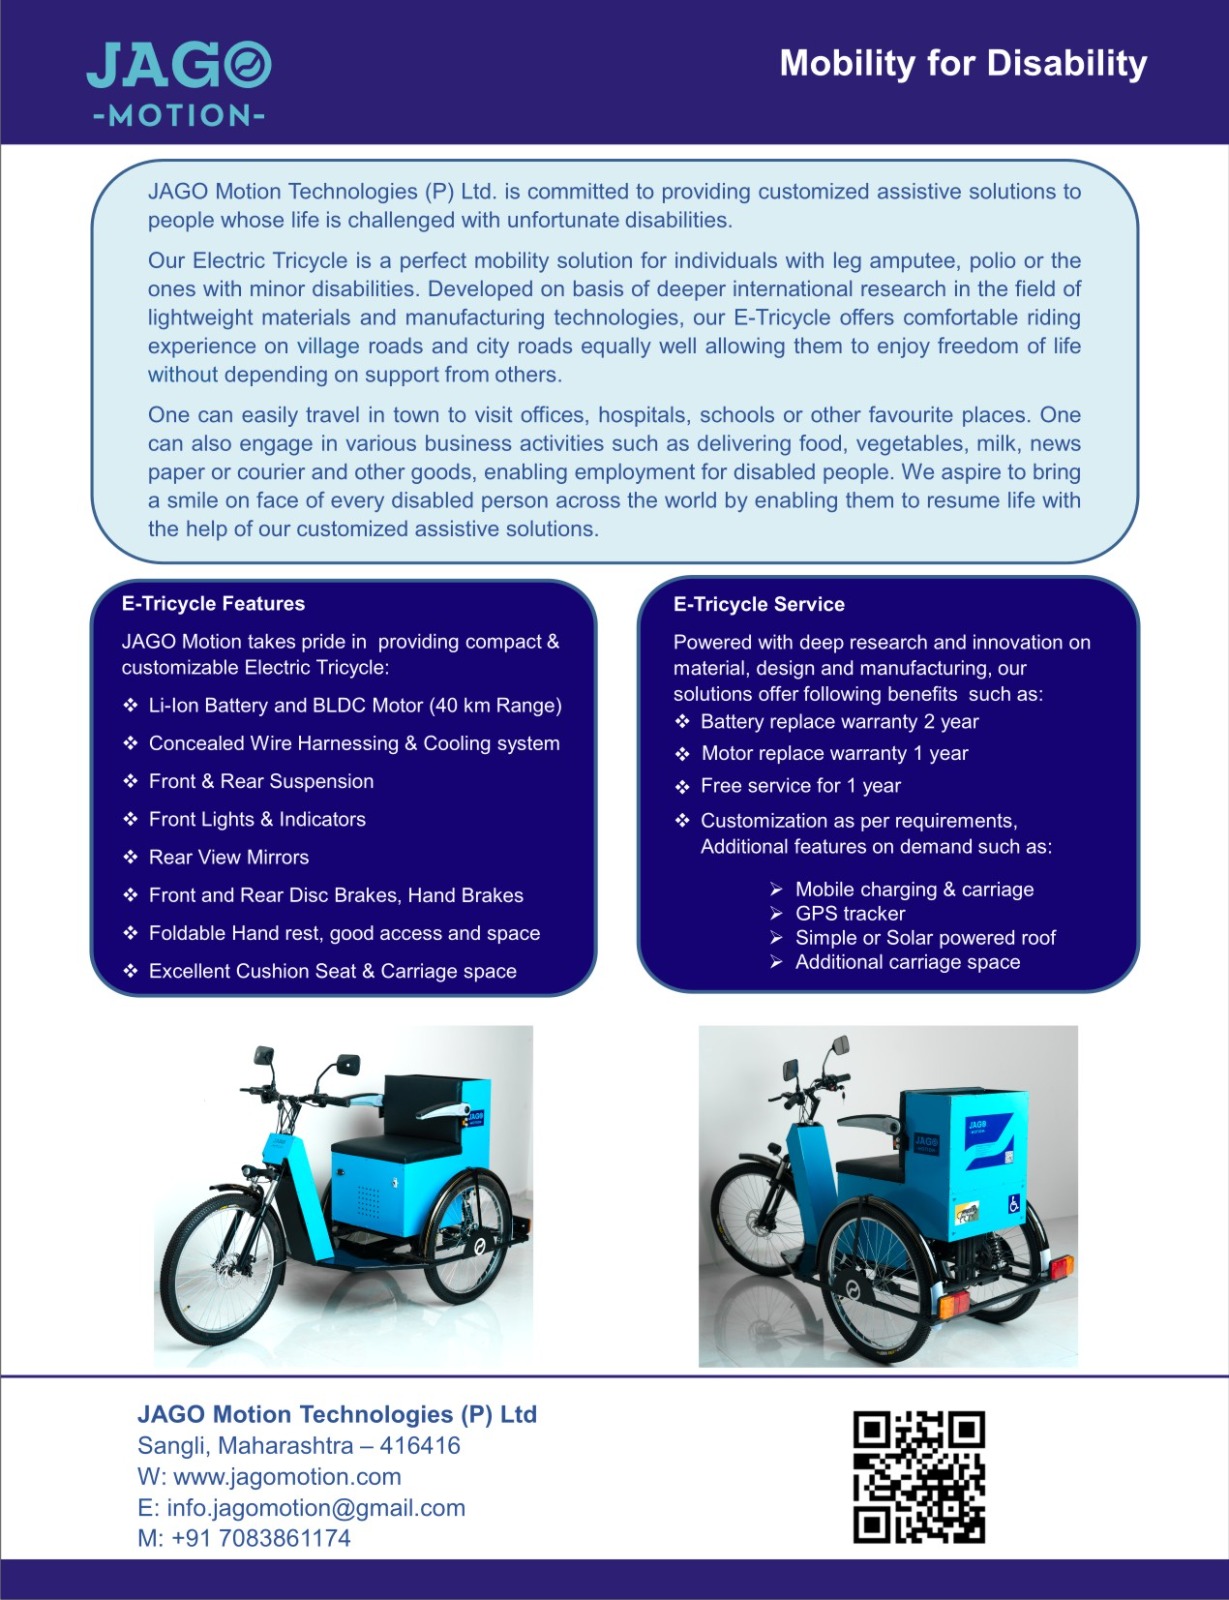 JAGO
-MOTION-
Mobility for Disability
JAGO Motion Technologies (P) Ltd. is committed to providing customized assistive solutions to
people whose life is challenged with unfortunate disabilities.
Our Electric Tricycle is a perfect mobility solution for individuals with leg amputee, polio or the
ones with minor disabilities. Developed on basis of deeper international research in the field of
lightweight materials and manufacturing technologies, our E-Tricycle offers comfortable riding
experience on village roads and city roads equally well allowing them to enjoy freedom of life
without depending on support from others.
One can easily travel in town to visit offices, hospitals, schools or other favourite places. One
can also engage in various business activities such as delivering food, vegetables, milk, news
paper or courier and other goods, enabling employment for disabled people. We aspire to bring
a smile on face of every disabled person across the world by enabling them to resume life with
the help of our customized assistive solutions.
E-Tricycle Features
JAGO Motion takes pride in providing compact &
customizable Electric Tricycle:
❖ Li-Ion Battery and BLDC Motor (40 km Range)
❖ Concealed Wire Harnessing & Cooling system
❖ Front & Rear Suspension
❖ Front Lights & Indicators
❖ Rear View Mirrors
❖ Front and Rear Disc Brakes, Hand Brakes
❖ Foldable Hand rest, good access and space
❖ Excellent Cushion Seat & Carriage space
E-Tricycle Service
Powered with deep research and innovation on
material, design and manufacturing, our
solutions offer following benefits such as:
❖ Battery replace warranty 2 year
❖ Motor replace warranty 1 year
❖ Free service for 1 year
❖ Customization as per requirements,
Additional features on demand such as:
➢ Mobile charging & carriage
➢ GPS tracker
➢ Simple or Solar powered roof
➢ Additional carriage space
JAGO
JAGO
JAGO
JAGO
JAGO Motion Technologies (P) Ltd
Sangli, Maharashtra – 416416
W: www.jagomotion.com
E: info.jagomotion@gmail.com
M: +91 7083861174